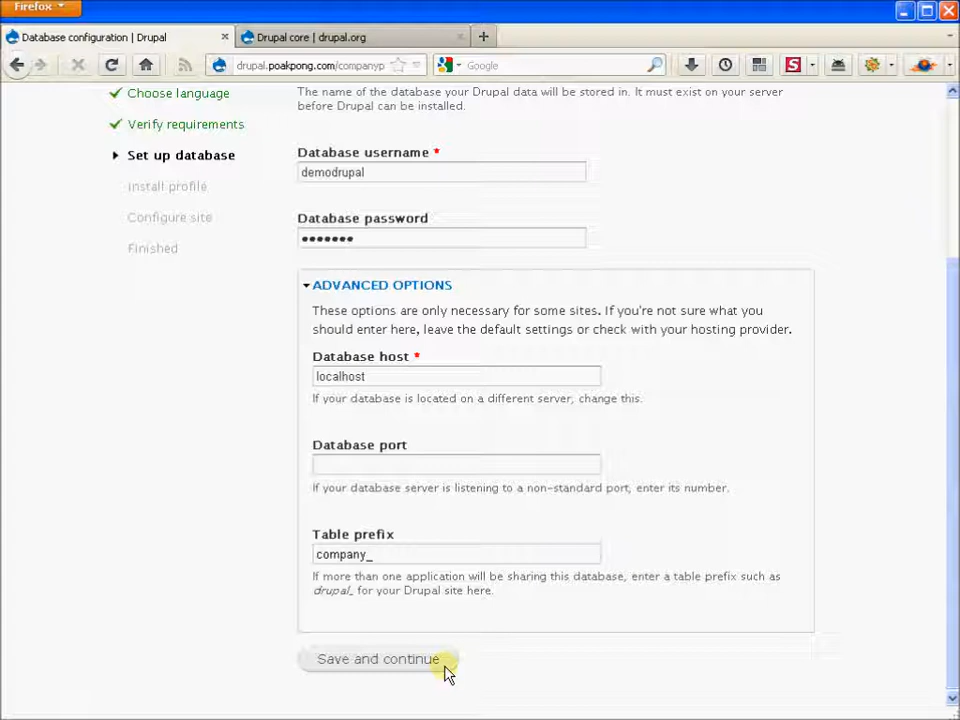 Firefox
Database configuration | Drupal
Drupal core | drupal.org
drupal.poakpong.com/companyp
Google
Choose language
Verify requirements
Set up database
Install profile
Configure site
Finished
The name of the database your Drupal data will be stored in. It must exist on your server
before Drupal can be installed.
Database username *
demodrupal
Database password
•••••••
ADVANCED OPTIONS
These options are only necessary for some sites. If you're not sure what you
should enter here, leave the default settings or check with your hosting provider.
Database host *
localhost
If your database is located on a different server, change this.
Database port
If your database server is listening to a non-standard port, enter its number.
Table prefix
company_
If more than one application will be sharing this database, enter a table prefix such as
drupal_ for your Drupal site here.
Save and continue